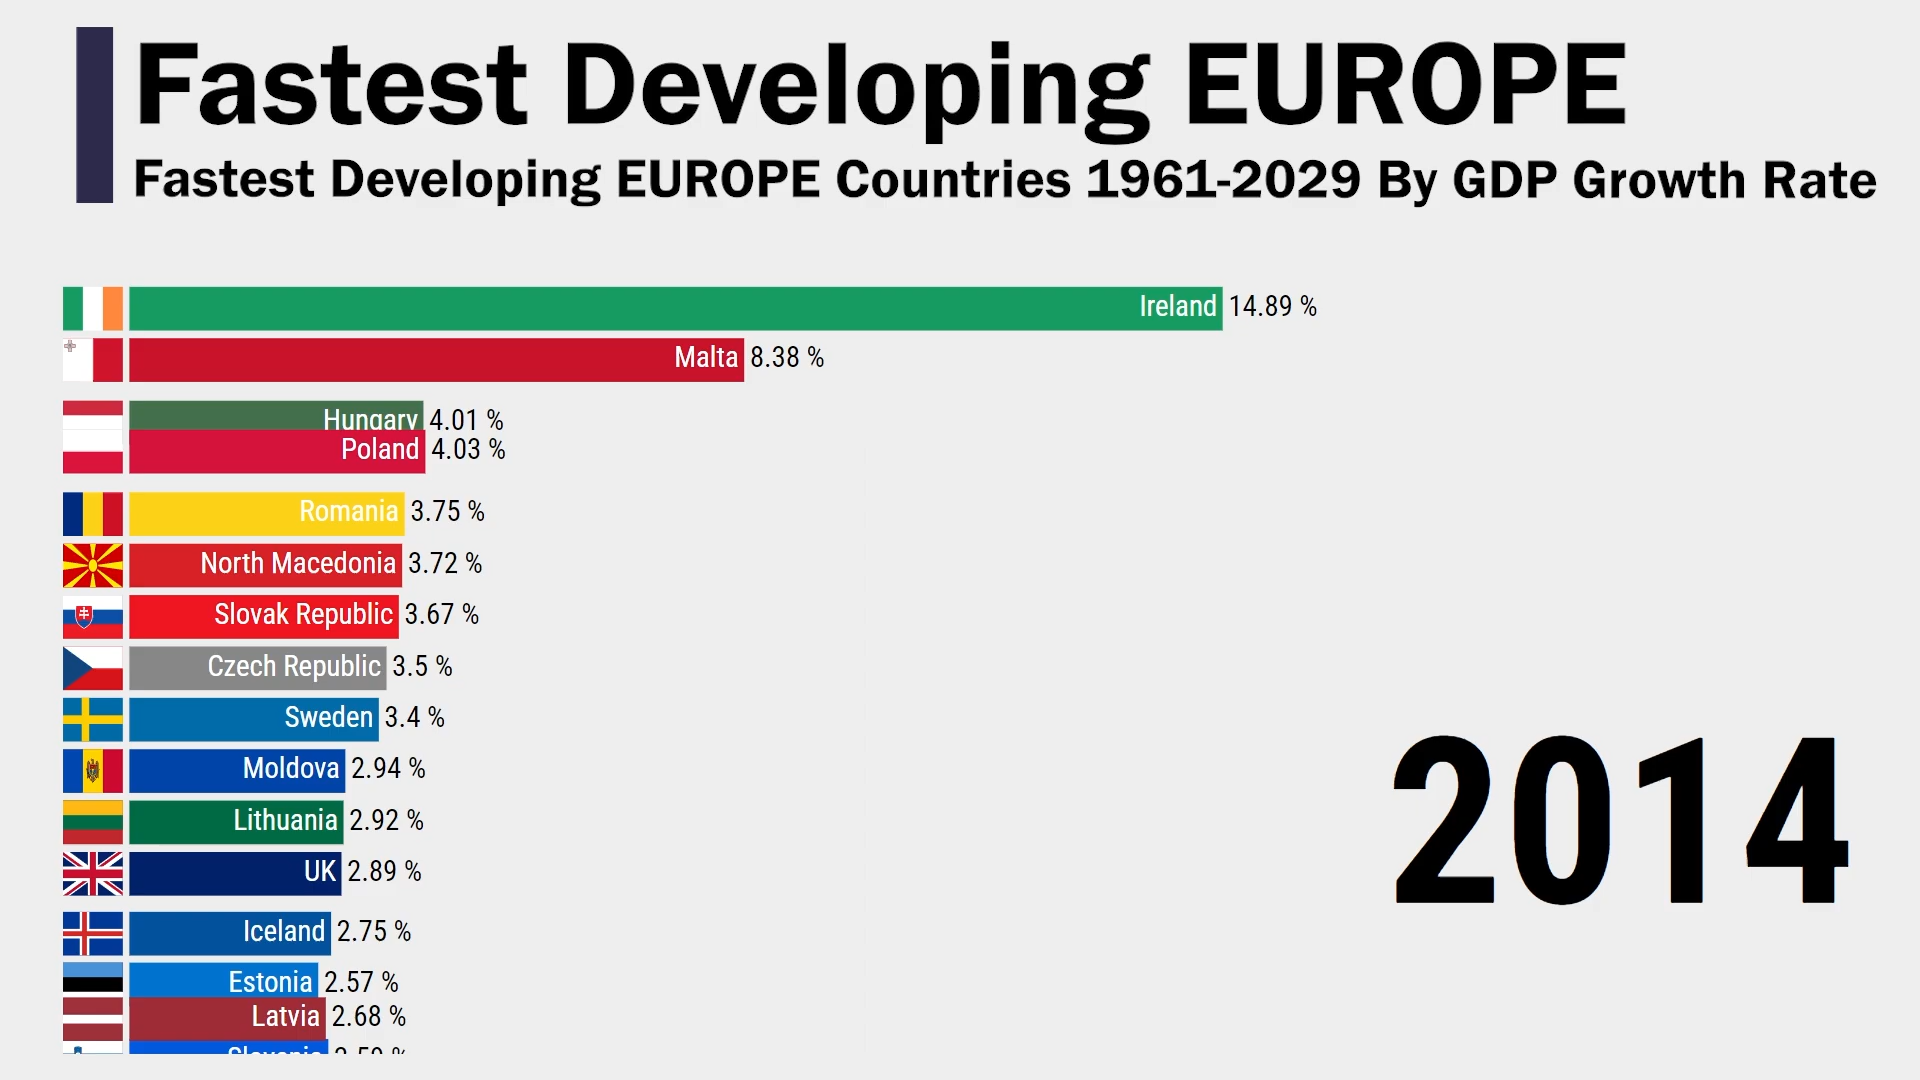 Fastest Developing EUROPE
Fastest Developing EUROPE Countries 1961-2029 By GDP Growth Rate
Ireland 14.89 %
Malta 8.38 %
Hungary 4.01 %
Poland 4.03 %
Romania 3.75 %
North Macedonia 3.72 %
Slovak Republic 3.67 %
Czech Republic 3.5 %
Sweden 3.4 %
Moldova 2.94 %
Lithuania 2.92 %
UK 2.89 %
2014
Iceland 2.75 %
Estonia 2.57 %
Latvia 2.68 %
Slovenia